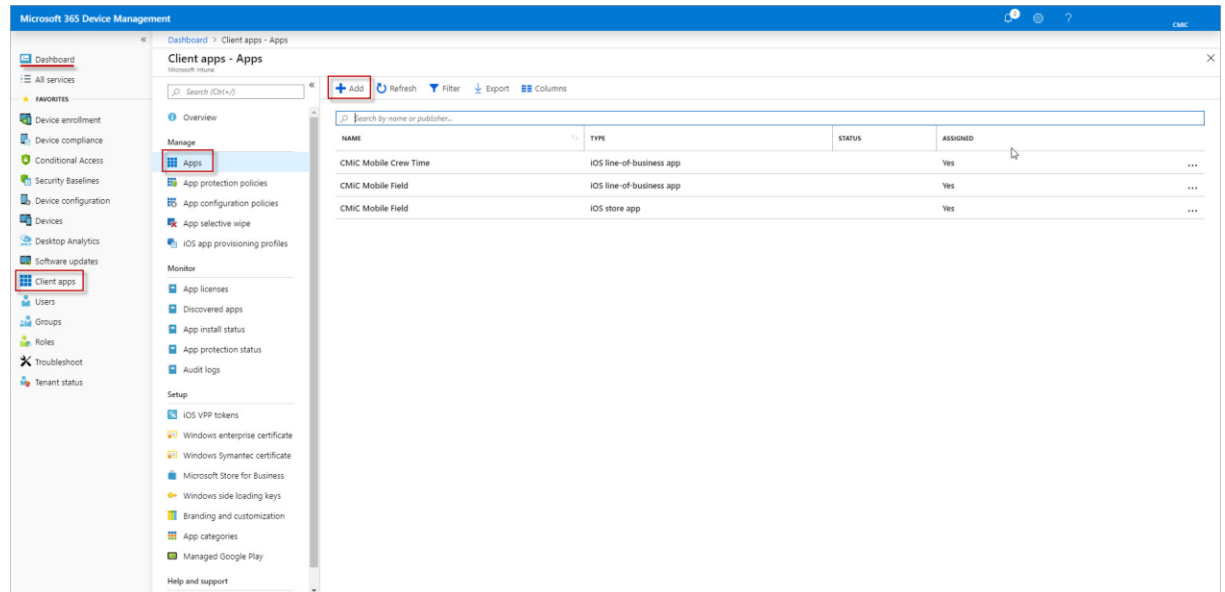 Microsoft 365 Device Management
2
?
CMiC
«
Dashboard > Client apps - Apps
Dashboard
All services
FAVORITES
Device enrollment
Device compliance
Conditional Access
Security Baselines
Device configuration
Devices
Desktop Analytics
Software updates
Client apps
Users
Groups
Roles
Troubleshoot
Tenant status
Client apps - Apps
Microsoft Intune
Search (Ctrl+/)
«
Overview
Manage
Apps
App protection policies
App configuration policies
App selective wipe
iOS app provisioning profiles
Monitor
App licenses
Discovered apps
App install status
App protection status
Audit logs
Setup
iOS VPP tokens
Windows enterprise certificate
Windows Symantec certificate
Microsoft Store for Business
Windows side loading keys
Branding and customization
App categories
Managed Google Play
Help and support
Add Refresh Filter Export Columns
Search by name or publisher...
NAME TYPE STATUS ASSIGNED
CMiC Mobile Crew Time iOS line-of-business app Yes ...
CMiC Mobile Field iOS line-of-business app Yes ...
CMiC Mobile Field iOS store app Yes ...